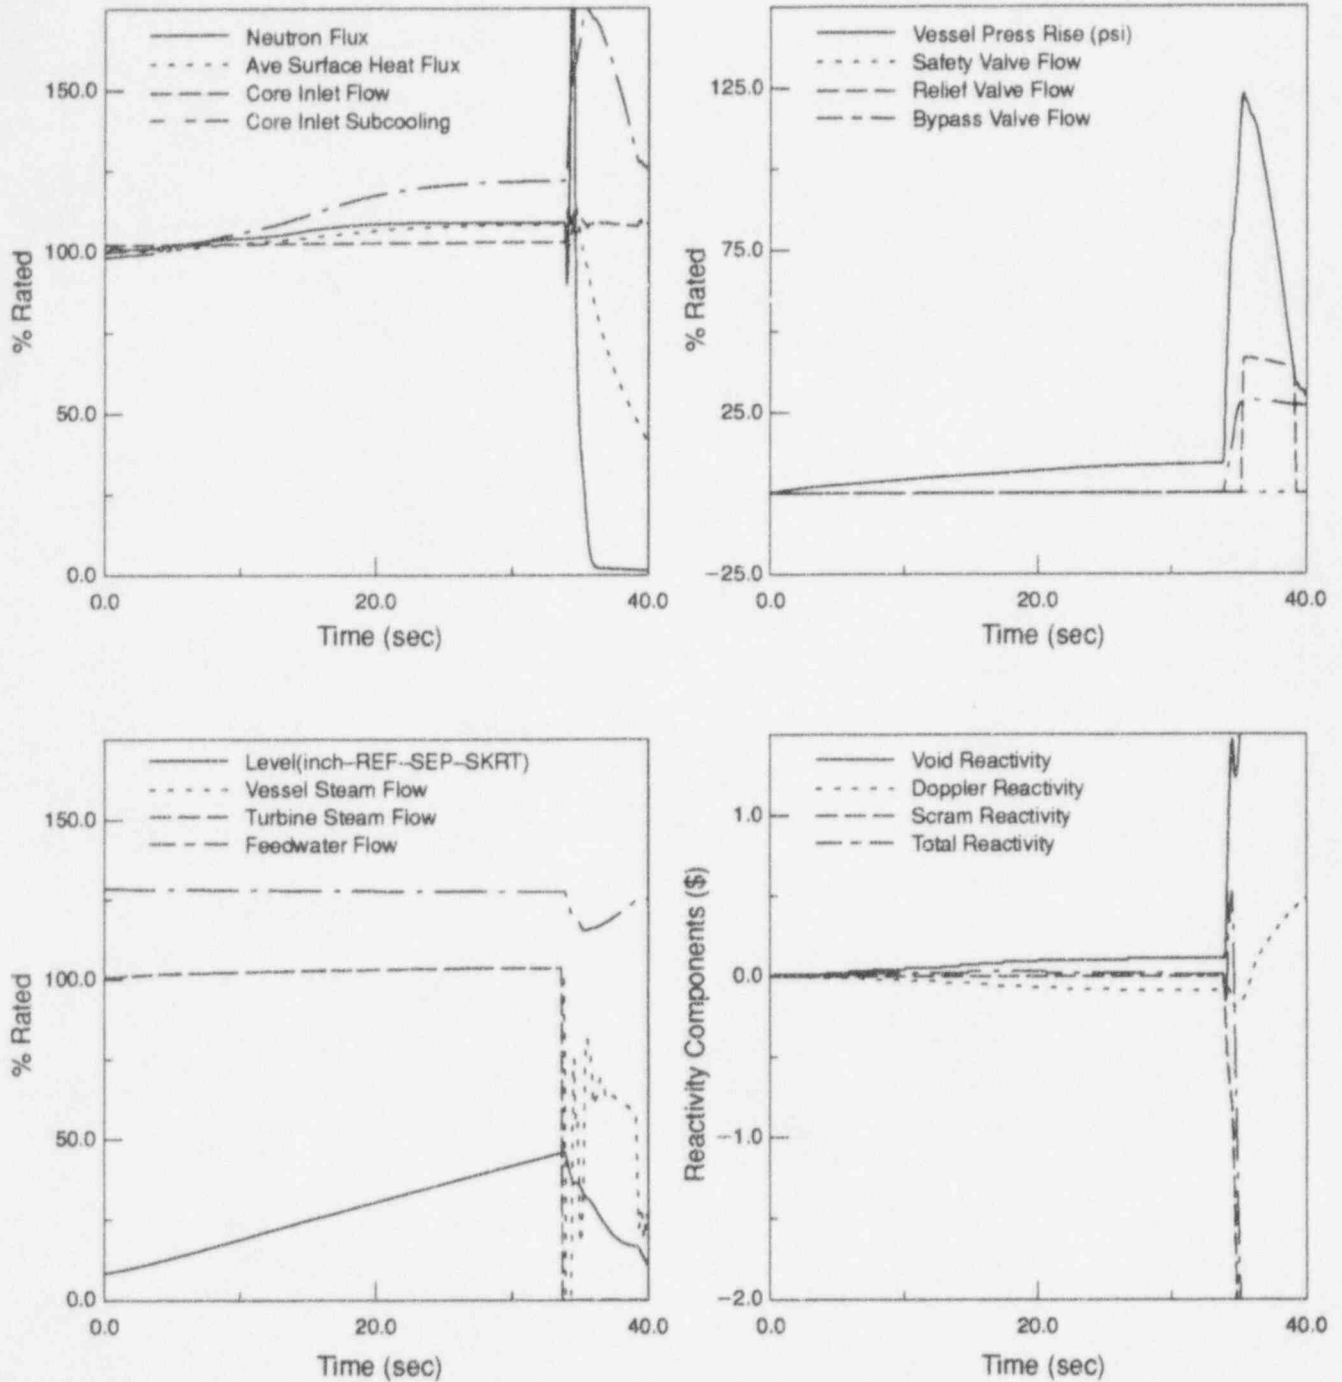 Neutron Flux
Ave Surface Heat Flux
Core Inlet Flow
Core Inlet Subcooling
150.0
100.0
50.0
0.0
% Rated
0.0
20.0
40.0
Time (sec)
Vessel Press Rise (psi)
Safety Valve Flow
Relief Valve Flow
Bypass Valve Flow
125.0
75.0
25.0
-25.0
% Rated
0.0
20.0
40.0
Time (sec)
Level(inch-REF-SEP-SKRT)
Vessel Steam Flow
Turbine Steam Flow
Feedwater Flow
150.0
100.0
50.0
0.0
% Rated
0.0
20.0
40.0
Time (sec)
Void Reactivity
Doppler Reactivity
Scram Reactivity
Total Reactivity
1.0
0.0
-1.0
-2.0
Reactivity Components ($)
0.0
20.0
40.0
Time (sec)